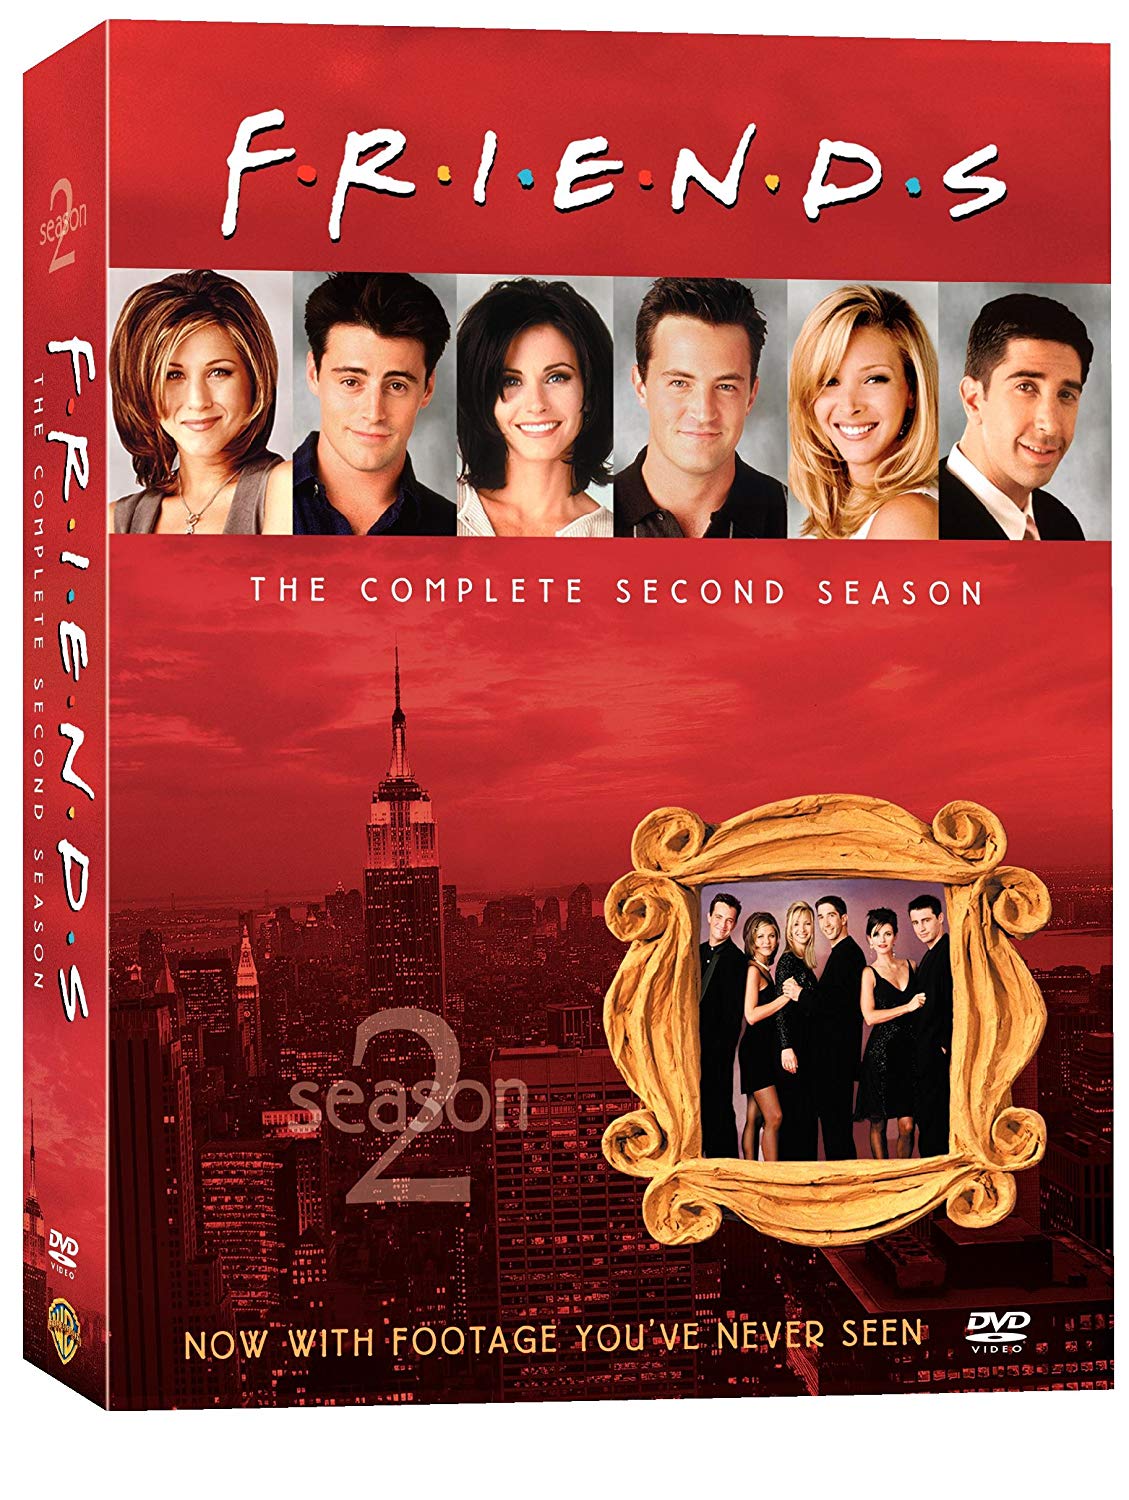 F·R·I·E·N·D·S
THE COMPLETE SECOND SEASON
season 2
NOW WITH FOOTAGE YOU'VE NEVER SEEN
DVD
VIDEO
season 2
F·R·I·E·N·D·S
THE COMPLETE SECOND SEASON
DVD
VIDEO
WB